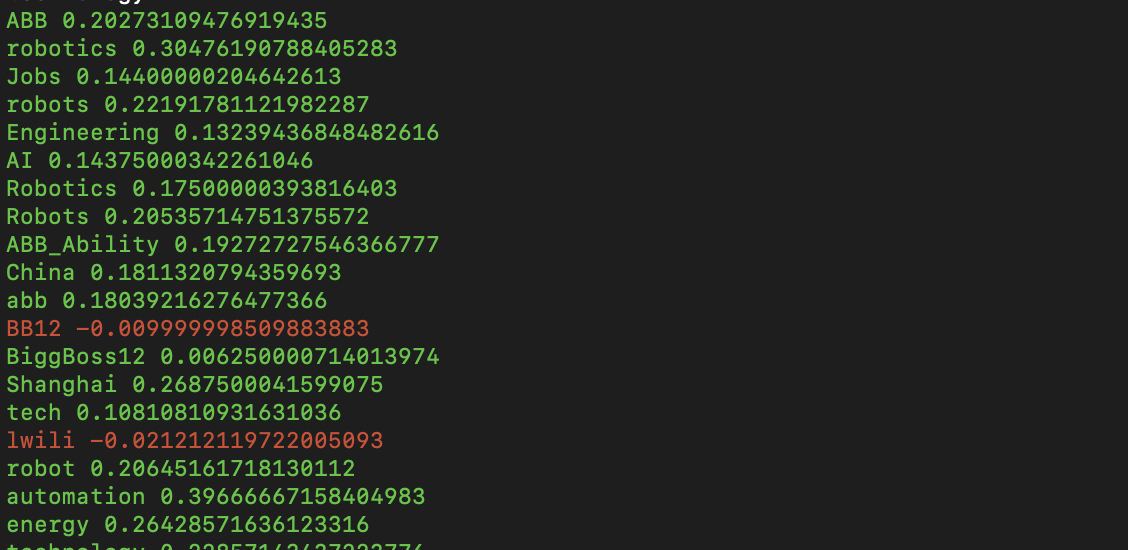 ABB 0.20273109476919435
robotics 0.30476190788405283
Jobs 0.14400000204642613
robots 0.22191781121982287
Engineering 0.13239436848482616
AI 0.14375000342261046
Robotics 0.17500000393816403
Robots 0.20535714751375572
ABB_Ability 0.19272727546366777
China 0.1811320794359693
abb 0.18039216276477366
BB12 −0.009999998509883883
BiggBoss12 0.006250000714013974
Shanghai 0.2687500041599075
tech 0.10810810931631036
lwili −0.021212119722005093
robot 0.20645161718130112
automation 0.39666667158404983
energy 0.26428571636123316